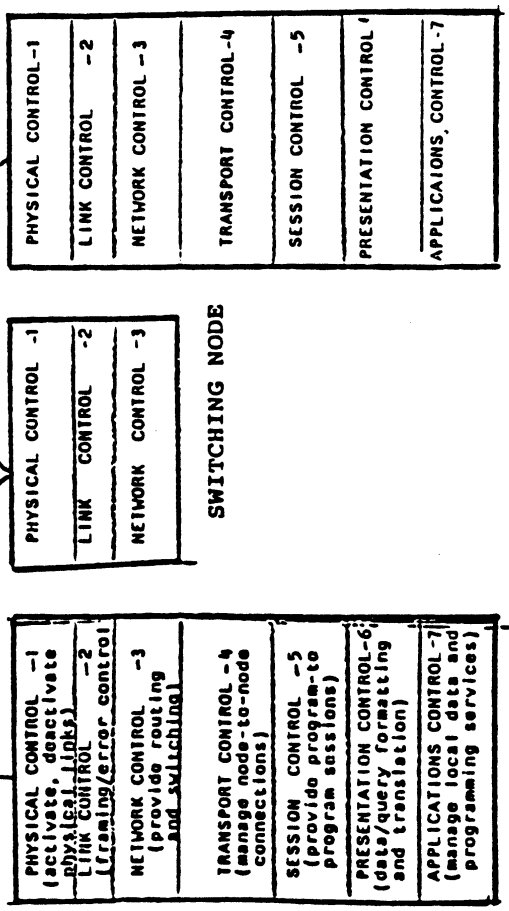 PHYSICAL CONTROL -1
(activate, deactivate
physical links)
LINK CONTROL -2
(framing/error control
NETWORK CONTROL -3
(provide routing
and switching)
TRANSPORT CONTROL -4
(manage node-to-node
connections)
SESSION CONTROL -5
(provide program-to
program sessions)
PRESENTATION CONTROL-6
(data/query formatting
and translation)
APPLICATIONS CONTROL-7
(manage local data and
programming services)
PHYSICAL CONTROL -1
LINK CONTROL -2
NETWORK CONTROL -3
SWITCHING NODE
PHYSICAL CONTROL-1
LINK CONTROL -2
NETWORK CONTROL -3
TRANSPORT CONTROL-4
SESSION CONTROL -5
PRESENTATION CONTROL
APPLICAIONS, CONTROL-7